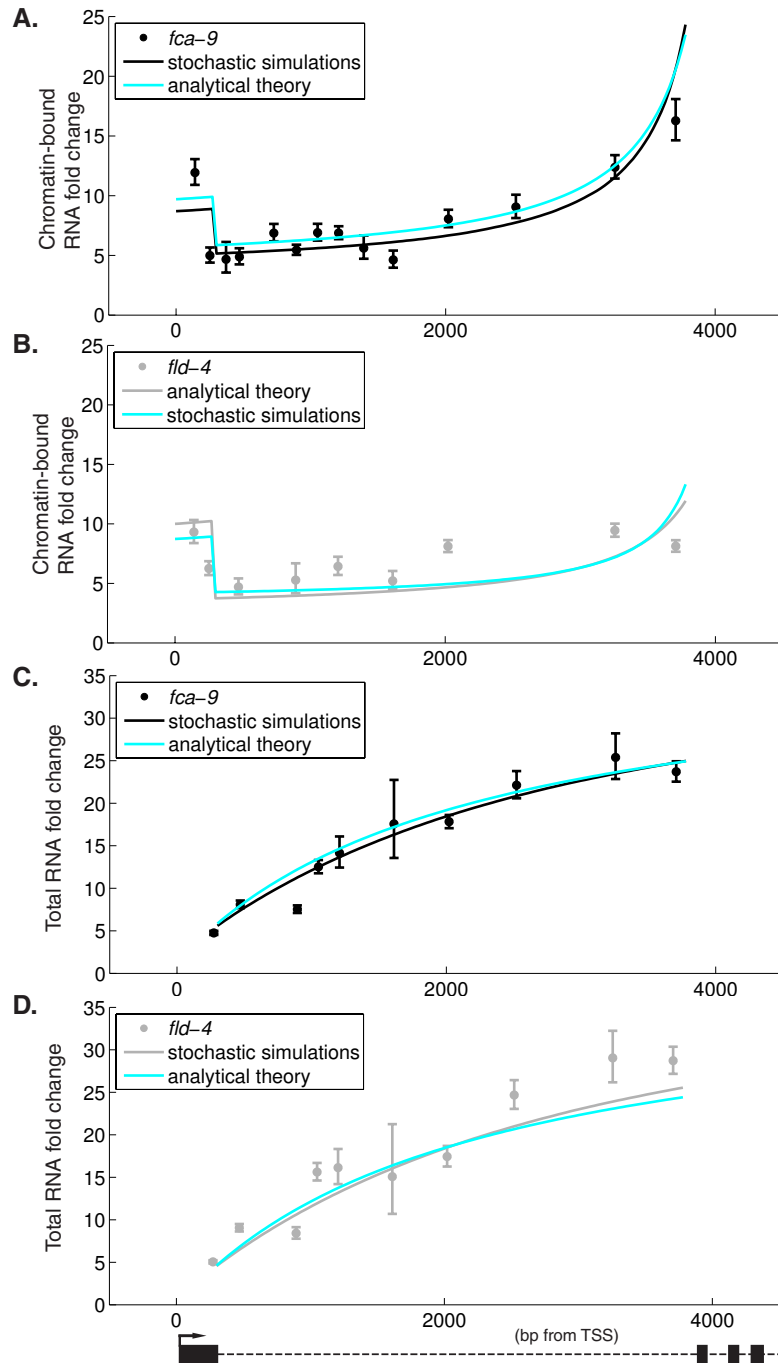 A.
25
20
15
10
5
0
Chromatin-bound
RNA fold change
fca−9
stochastic simulations
analytical theory
0 2000 4000
B.
25
20
15
10
5
0
Chromatin-bound
RNA fold change
fld−4
analytical theory
stochastic simulations
0 2000 4000
C.
35
30
25
20
15
10
5
0
Total RNA fold change
fca−9
stochastic simulations
analytical theory
0 2000 4000
D.
35
30
25
20
15
10
5
0
Total RNA fold change
fld−4
stochastic simulations
analytical theory
0 2000 4000
(bp from TSS)